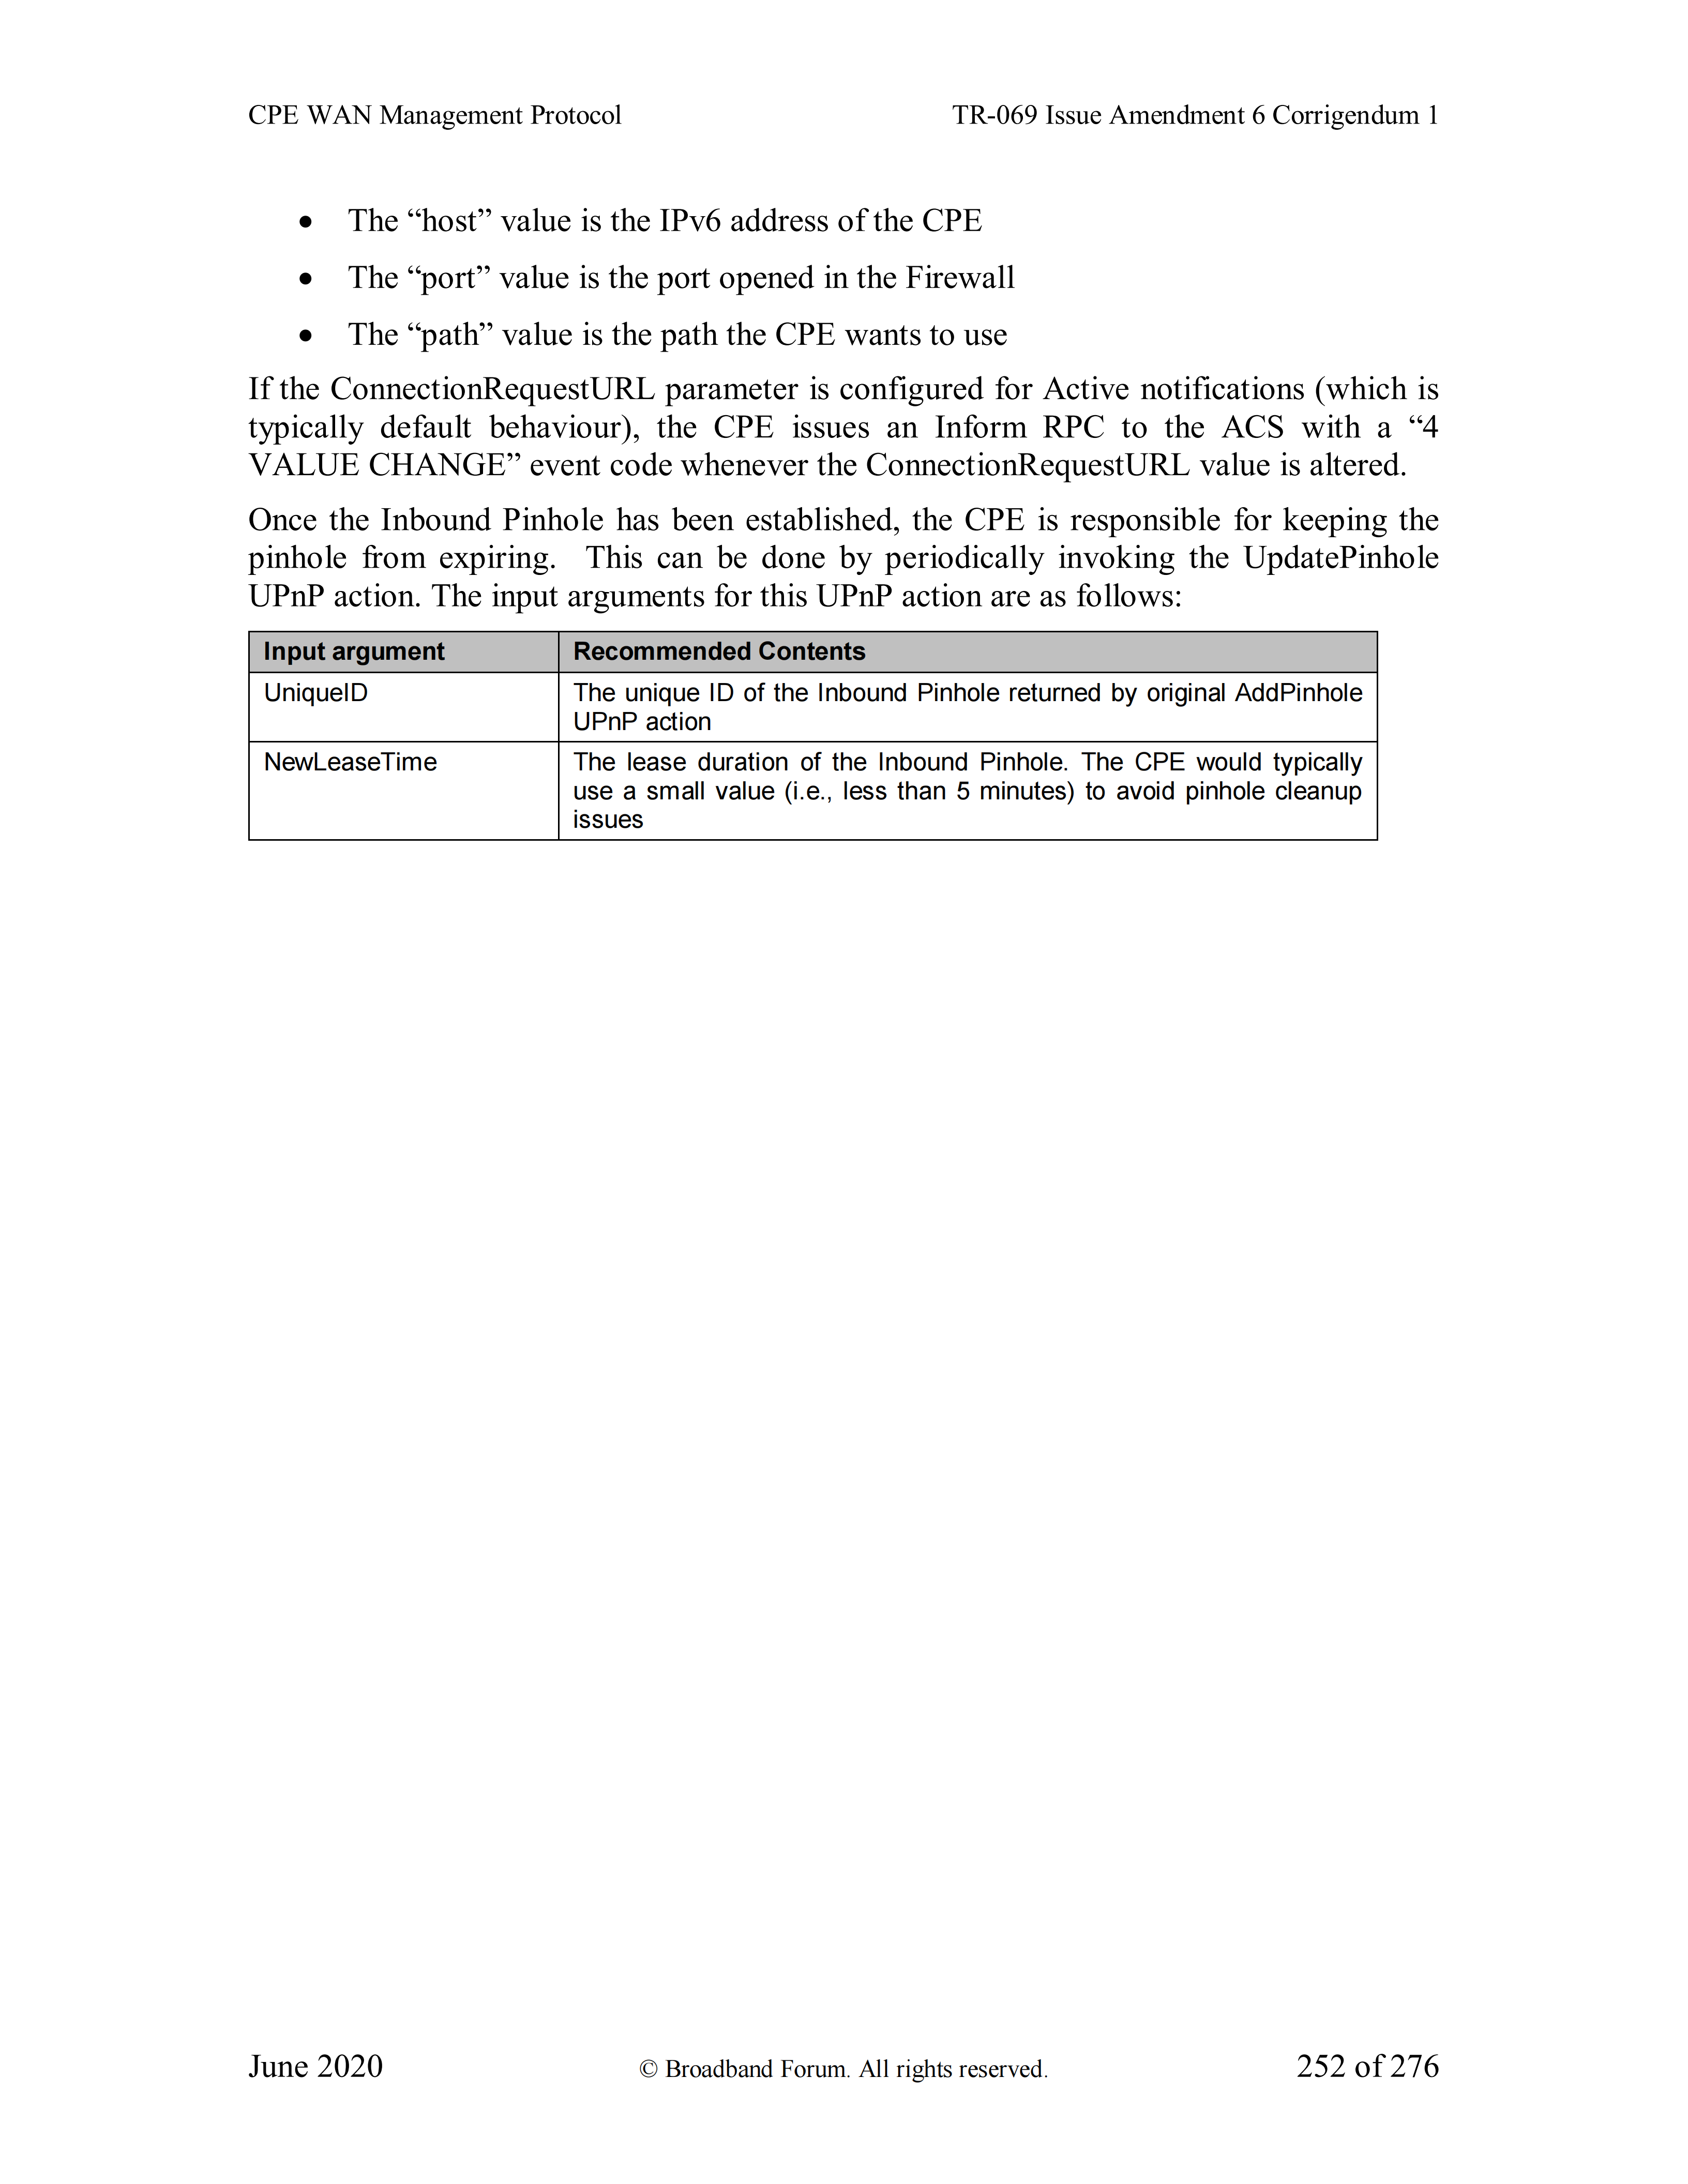 CPE WAN Management Protocol TR-069 Issue Amendment 6 Corrigendum 1
• The “host” value is the IPv6 address of the CPE
• The “port” value is the port opened in the Firewall
• The “path” value is the path the CPE wants to use
If the ConnectionRequestURL parameter is configured for Active notifications (which is
typically default behaviour), the CPE issues an Inform RPC to the ACS with a “4
VALUE CHANGE” event code whenever the ConnectionRequestURL value is altered.
Once the Inbound Pinhole has been established, the CPE is responsible for keeping the
pinhole from expiring. This can be done by periodically invoking the UpdatePinhole
UPnP action. The input arguments for this UPnP action are as follows:
Input argument Recommended Contents
UniqueID The unique ID of the Inbound Pinhole returned by original AddPinhole
UPnP action
NewLeaseTime The lease duration of the Inbound Pinhole. The CPE would typically
use a small value (i.e., less than 5 minutes) to avoid pinhole cleanup
issues
June 2020 © Broadband Forum. All rights reserved. 252 of 276